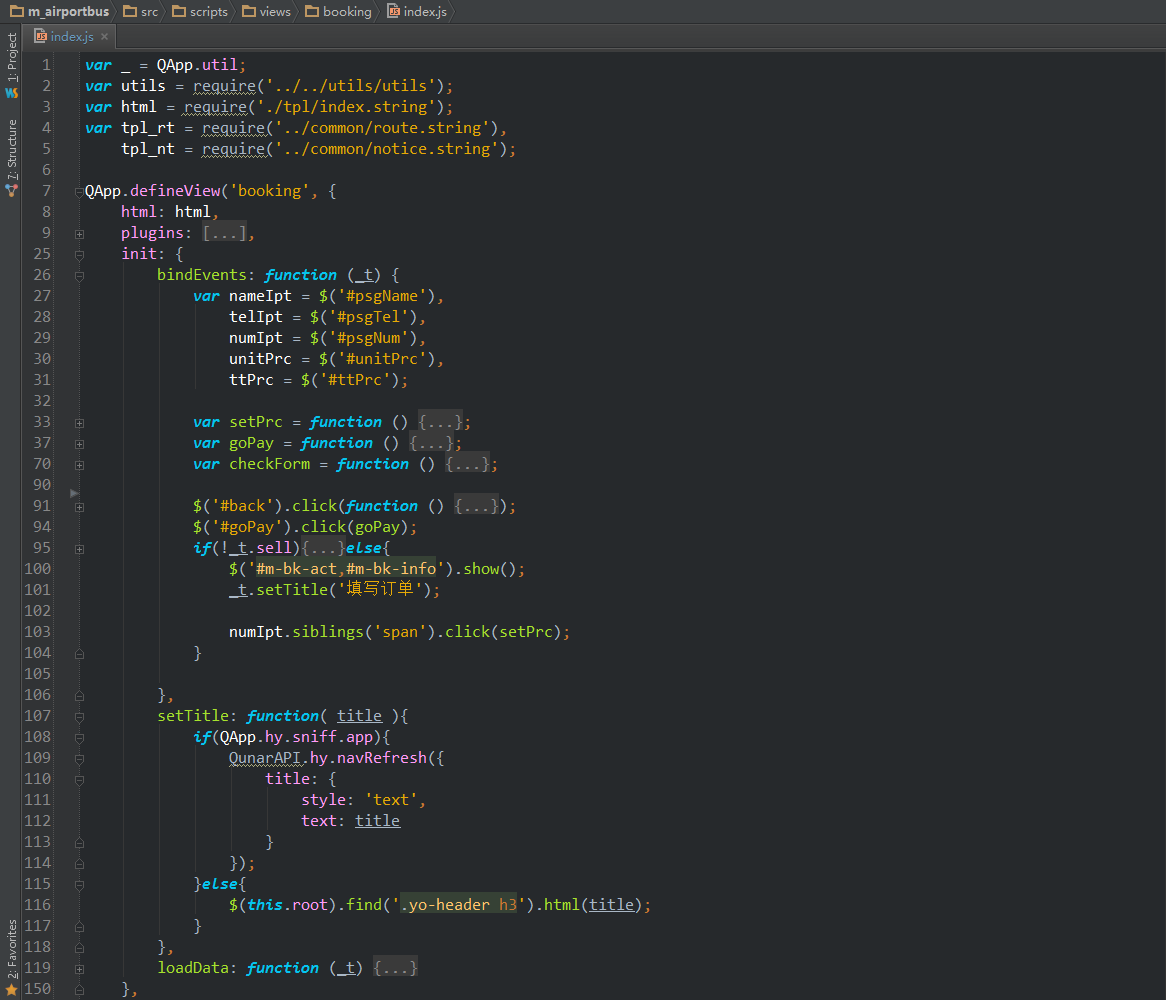 m_airportbus src scripts views booking index.js
index.js ×
1: Project
7: Structure
2: Favorites
1 var _ = QApp.util;
2 var utils = require('../../utils/utils');
3 var html = require('./tpl/index.string');
4 var tpl_rt = require('../common/route.string'),
5 tpl_nt = require('../common/notice.string');
6
7 QApp.defineView('booking', {
8 html: html,
9 plugins: [...],
25 init: {
26 bindEvents: function (_t) {
27 var nameIpt = $('#psgName'),
28 telIpt = $('#psgTel'),
29 numIpt = $('#psgNum'),
30 unitPrc = $('#unitPrc'),
31 ttPrc = $('#ttPrc');
32
33 var setPrc = function () {...};
37 var goPay = function () {...};
70 var checkForm = function () {...};
90
91 $('#back').click(function () {...});
94 $('#goPay').click(goPay);
95 if(!_t.sell){...}else{
100 $('#m-bk-act,#m-bk-info').show();
101 _t.setTitle('填写订单');
102
103 numIpt.siblings('span').click(setPrc);
104 }
105
106 },
107 setTitle: function( title ){
108 if(QApp.hy.sniff.app){
109 QunarAPI.hy.navRefresh({
110 title: {
111 style: 'text',
112 text: title
113 }
114 });
115 }else{
116 $(this.root).find('.yo-header h3').html(title);
117 }
118 },
119 loadData: function (_t) {...}
150 },